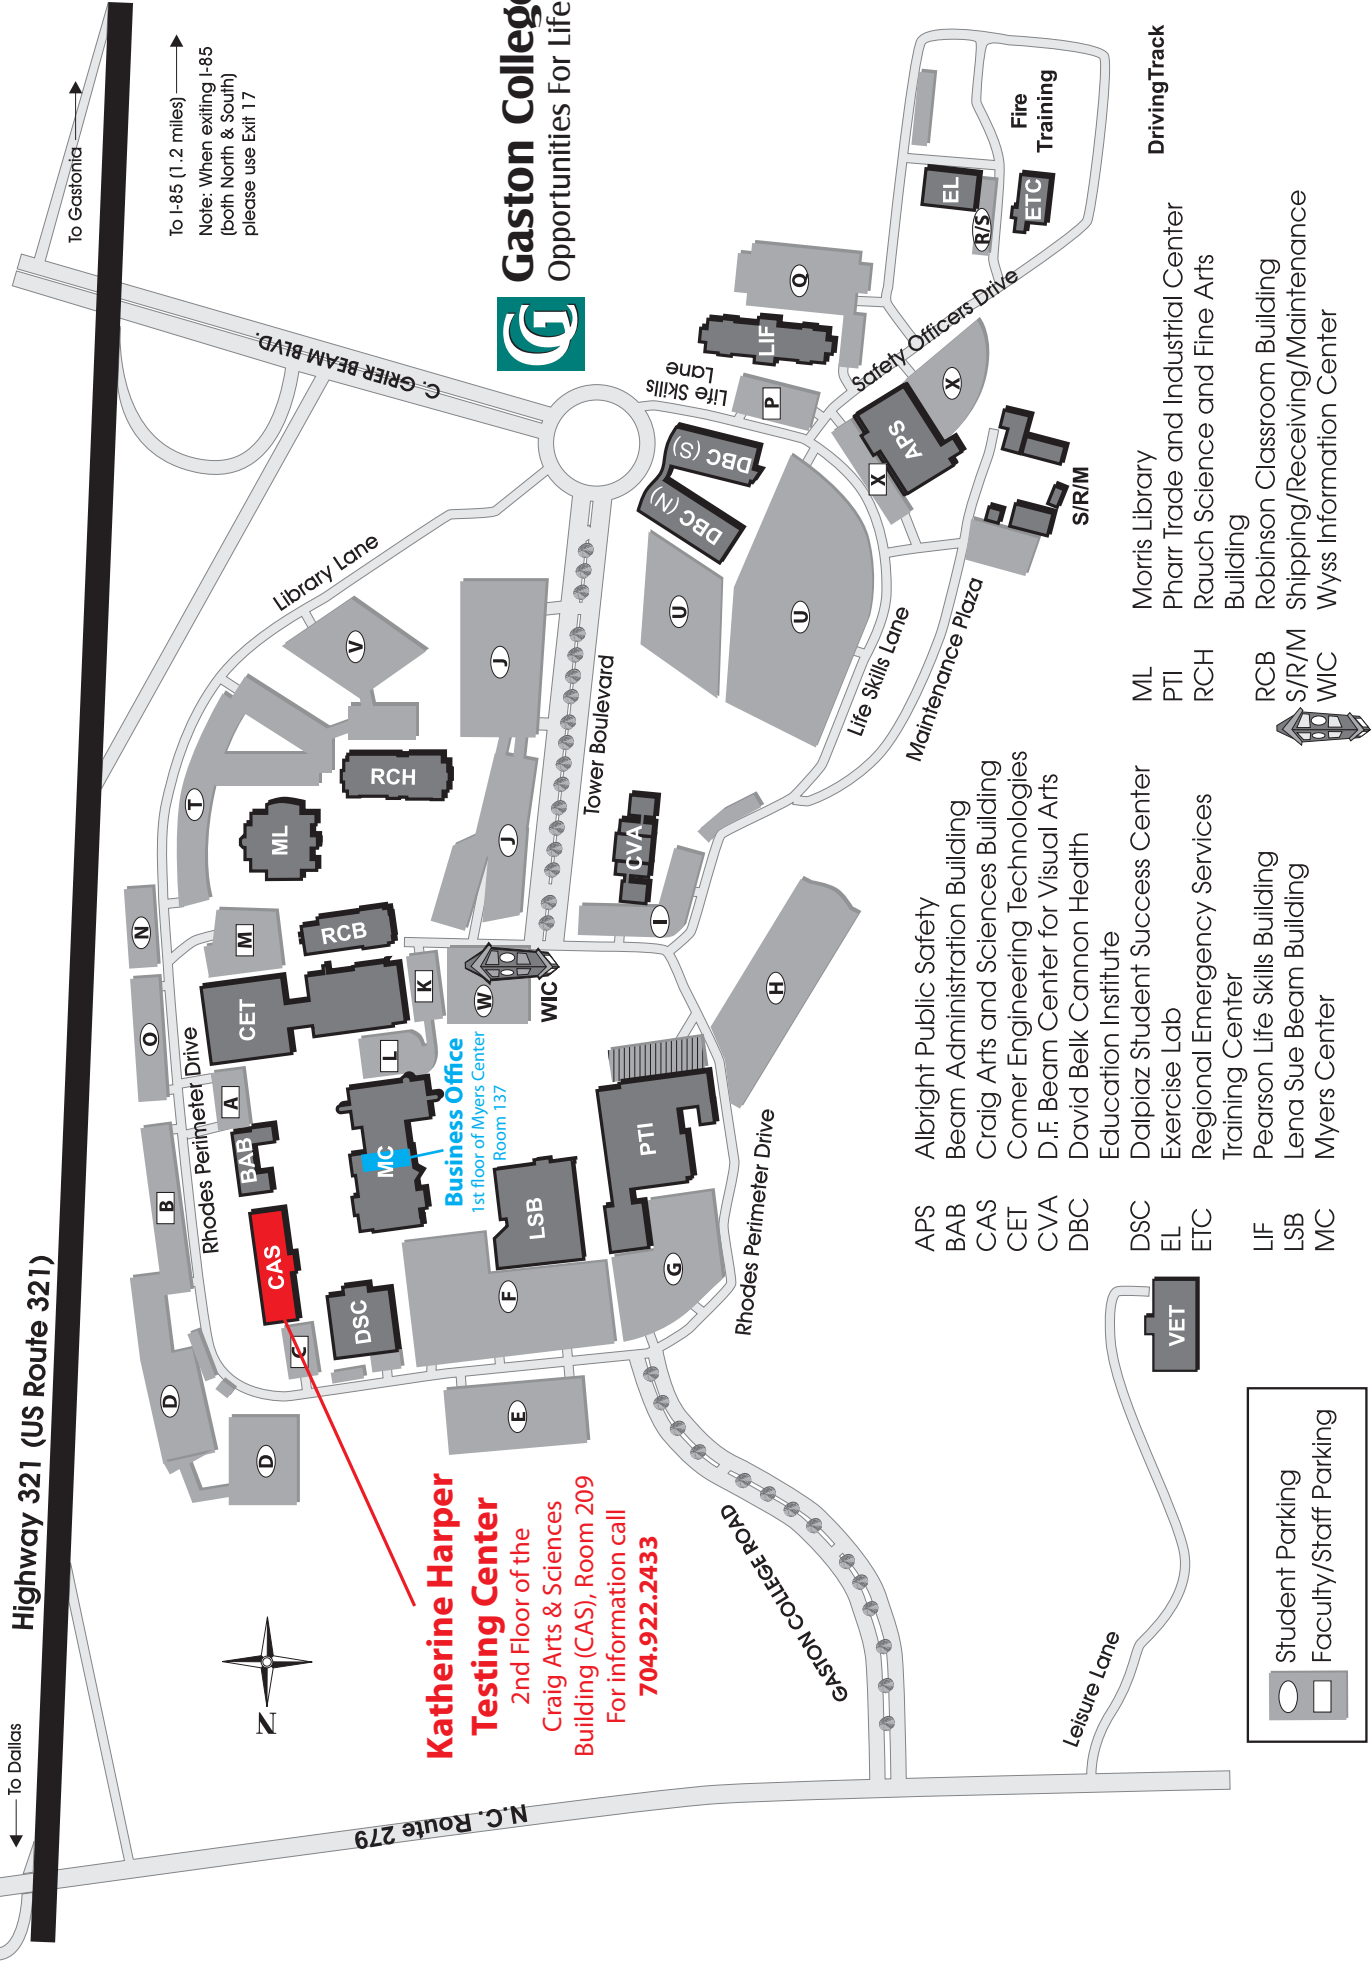 Highway 321 (US Route 321)
To Dallas
To Gastonia
To I-85 (1.2 miles)
Note: When exiting I-85
(both North & South)
please use Exit 17
Gaston College
Opportunities For Life
C. GRIER BEAM BLVD.
Library Lane
Life Skills
Lane
Safety Officers Drive
Fire
Training
DrivingTrack
Tower Boulevard
Life Skills Lane
Maintenance Plaza
Rhodes Perimeter Drive
Rhodes Perimeter Drive
GASTON COLLEGE ROAD
N.C. Route 279
Leisure Lane
N
Katherine Harper
Testing Center
2nd Floor of the
Craig Arts & Sciences
Building (CAS), Room 209
For information call
704.922.2433
Business Office
1st floor of Myers Center
Room 137
CAS
BAB
CET
RCB
ML
RCH
DSC
MC
LSB
PTI
WIC
CVA
DBC (N)
DBC (S)
LIF
APS
EL
ETC
R/S
S/R/M
VET
A
B
C
D
D
E
F
G
H
I
J
J
K
L
M
N
O
P
Q
T
U
U
V
W
X
X
APS Albright Public Safety
BAB Beam Administration Building
CAS Craig Arts and Sciences Building
CET Comer Engineering Technologies
CVA D.F. Beam Center for Visual Arts
DBC David Belk Cannon Health
Education Institute
DSC Dalpiaz Student Success Center
EL Exercise Lab
ETC Regional Emergency Services
Training Center
LIF Pearson Life Skills Building
LSB Lena Sue Beam Building
MC Myers Center
ML Morris Library
PTI Pharr Trade and Industrial Center
RCH Rauch Science and Fine Arts
Building
RCB Robinson Classroom Building
S/R/M Shipping/Receiving/Maintenance
WIC Wyss Information Center
Student Parking
Faculty/Staff Parking